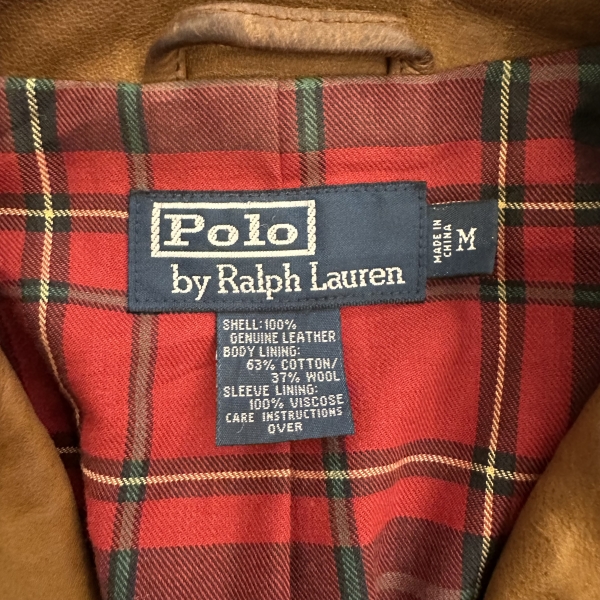 Polo
by Ralph Lauren
MADE IN
CHINA
M
SHELL:100%
GENUINE LEATHER
BODY LINING:
63% COTTON/
37% WOOL
SLEEVE LINING:
100% VISCOSE
CARE INSTRUCTIONS
OVER